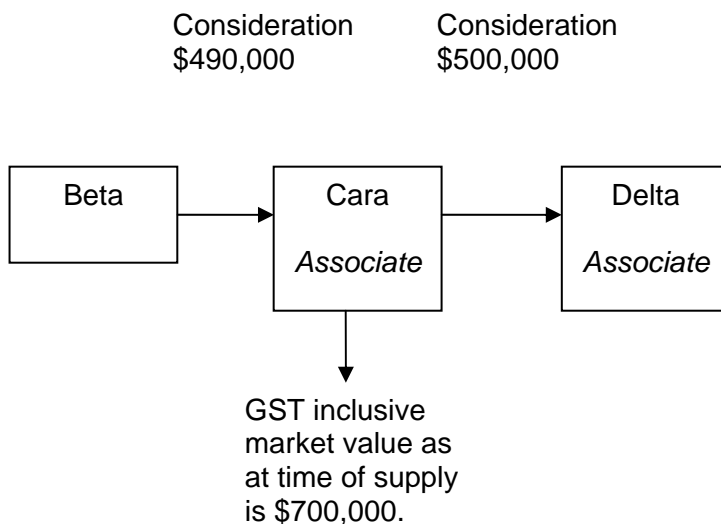 Consideration
$490,000
Consideration
$500,000
Beta
Cara
Associate
Delta
Associate
GST inclusive
market value as
at time of supply
is $700,000.